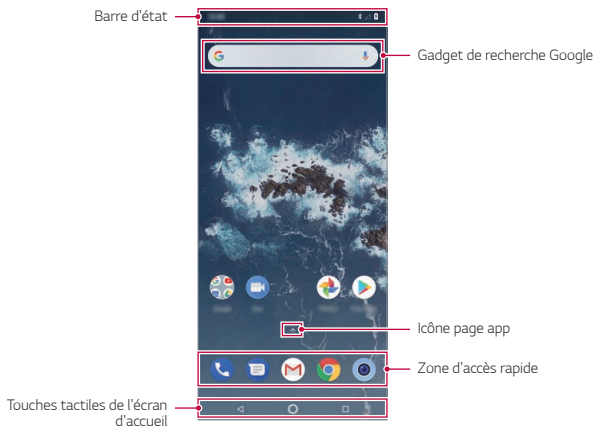 Barre d'état
Gadget de recherche Google
Icône page app
Zone d'accès rapide
Touches tactiles de l'écran
d'accueil